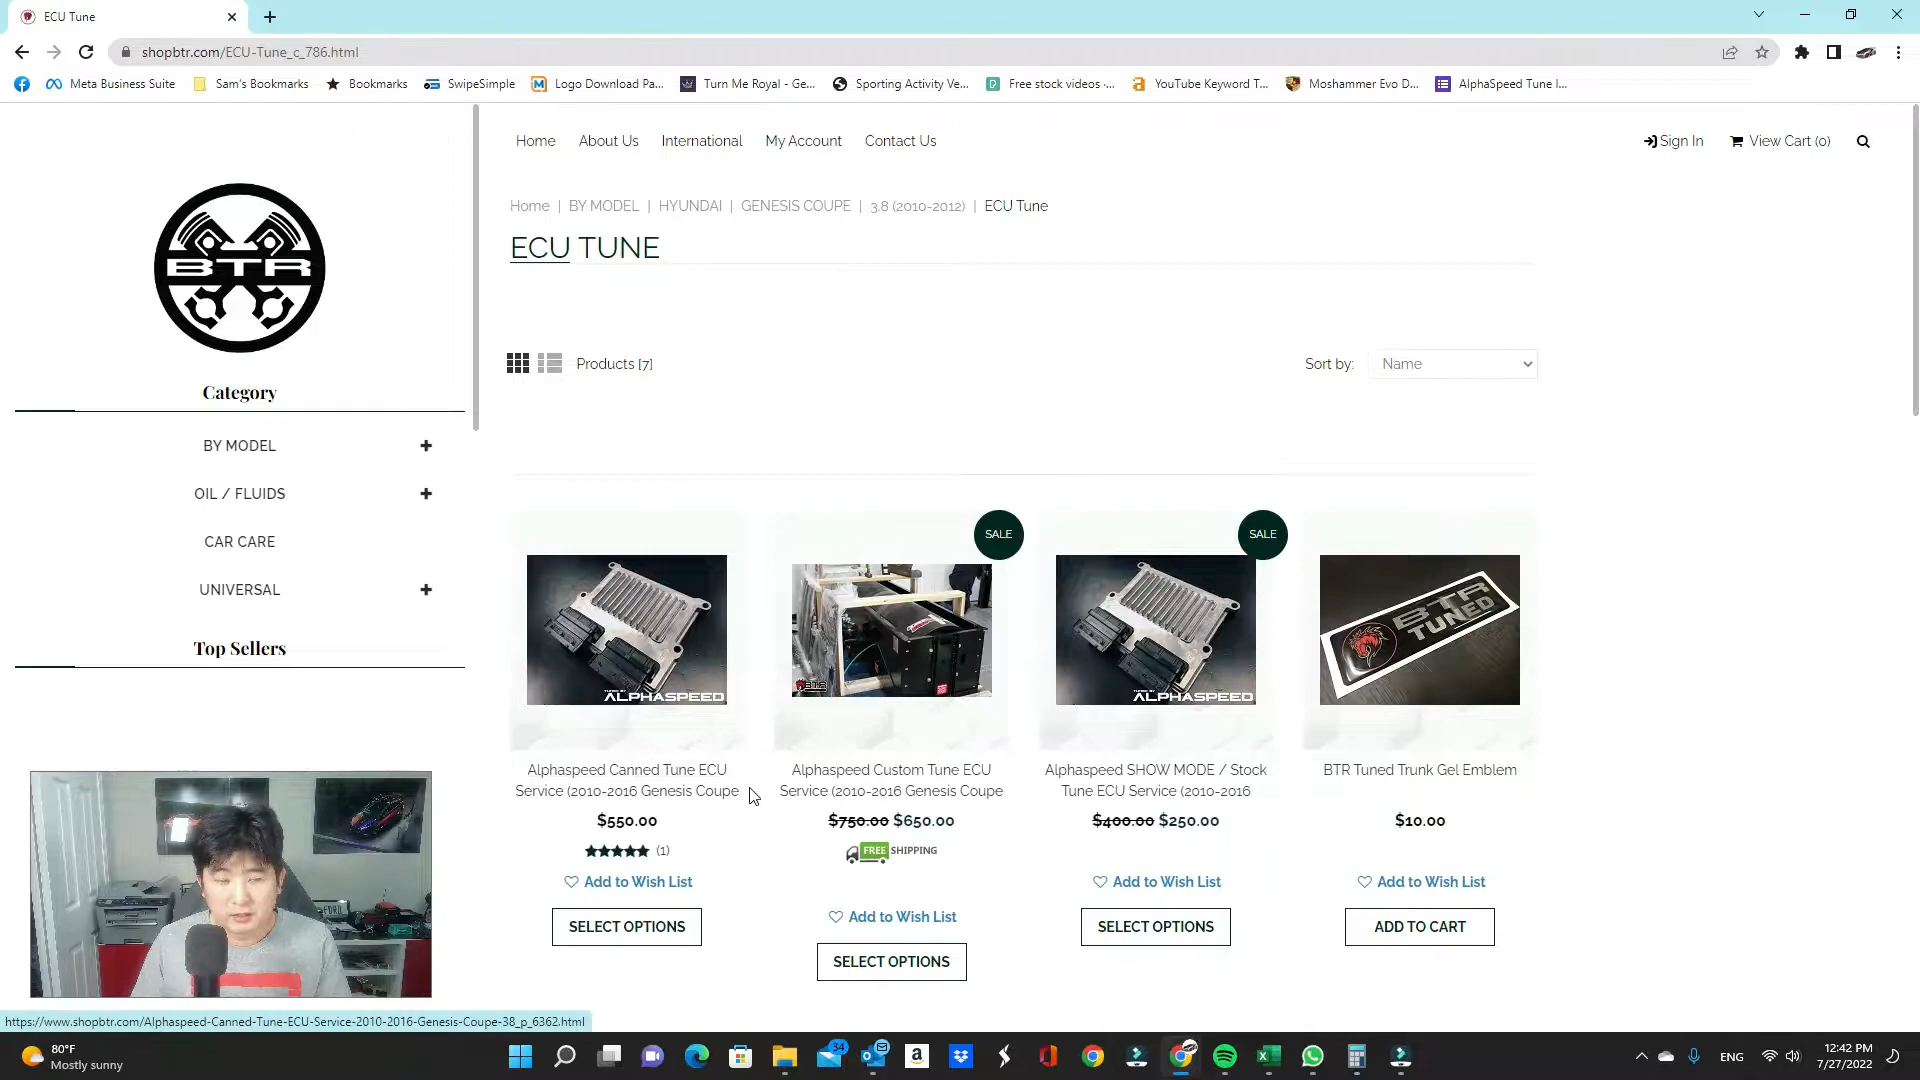 ECU Tune
shopbtr.com/ECU-Tune_c_786.html
Meta Business Suite
Sam's Bookmarks
Bookmarks
SwipeSimple
Logo Download Pa...
Turn Me Royal - Ge...
Sporting Activity Ve...
Free stock videos -...
YouTube Keyword T...
Moshammer Evo D...
AlphaSpeed Tune I...
Home
About Us
International
My Account
Contact Us
Sign In
View Cart (0)
BTR
Category
BY MODEL
OIL / FLUIDS
CAR CARE
UNIVERSAL
Top Sellers
Home | BY MODEL | HYUNDAI | GENESIS COUPE | 3.8 (2010-2012) | ECU Tune
ECU TUNE
Products [7]
Sort by:
Name
TUNED BY
ALPHASPEED
Alphaspeed Canned Tune ECU
Service (2010-2016 Genesis Coupe
$550.00
(1)
Add to Wish List
SELECT OPTIONS
SALE
BTR
Alphaspeed Custom Tune ECU
Service (2010-2016 Genesis Coupe
$750.00 $650.00
FREE SHIPPING
Add to Wish List
SELECT OPTIONS
SALE
TUNED BY
ALPHASPEED
Alphaspeed SHOW MODE / Stock
Tune ECU Service (2010-2016
$400.00 $250.00
Add to Wish List
SELECT OPTIONS
BTR
TUNED
BTR Tuned Trunk Gel Emblem
$10.00
Add to Wish List
ADD TO CART
https://www.shopbtr.com/Alphaspeed-Canned-Tune-ECU-Service-2010-2016-Genesis-Coupe-38_p_6362.html
80°F
Mostly sunny
34
ENG
12:42 PM
7/27/2022